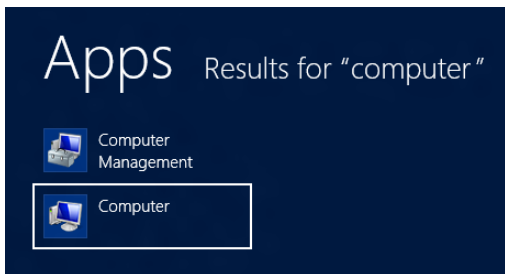 Apps Results for “computer”
Computer
Management
Computer